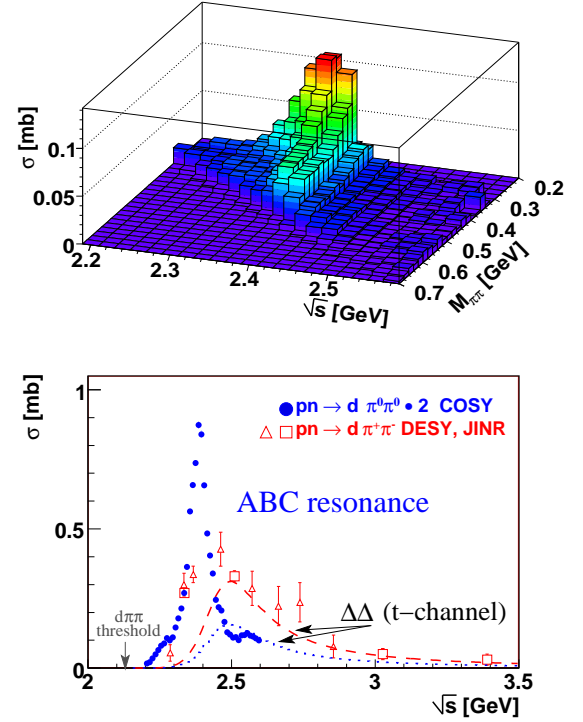 σ [mb]
0.1
0.05
0
2.2
2.3
2.4
2.5
√s [GeV]
0.2
0.3
0.4
0.5
0.6
0.7
M_ππ [GeV]
σ [mb]
1
0.5
0
pn → d π⁰π⁰ • 2 COSY
pn → d π⁺π⁻ DESY, JINR
ABC resonance
ΔΔ (t−channel)
dππ
threshold
2
2.5
3
3.5
√s [GeV]